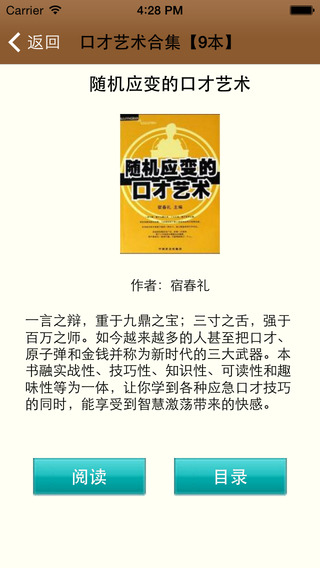 Carrier 4:28 PM
返回 口才艺术合集【9本】
随机应变的口才艺术
随机应变的
口才艺术
宿春礼 主编
作者：宿春礼
一言之辩，重于九鼎之宝；三寸之舌，强于
百万之师。如今越来越多的人甚至把口才、
原子弹和金钱并称为新时代的三大武器。本
书融实战性、技巧性、知识性、可读性和趣
味性等为一体，让你学到各种应急口才技巧
的同时，能享受到智慧激荡带来的快感。
阅读 目录